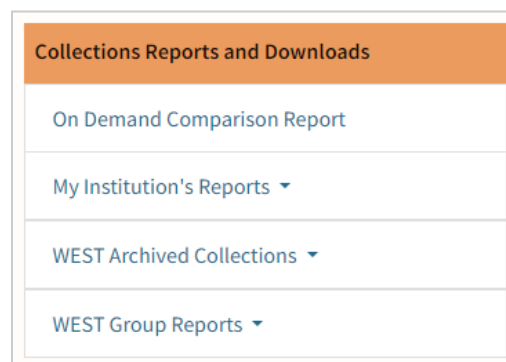 Collections Reports and Downloads
On Demand Comparison Report
My Institution's Reports
WEST Archived Collections
WEST Group Reports